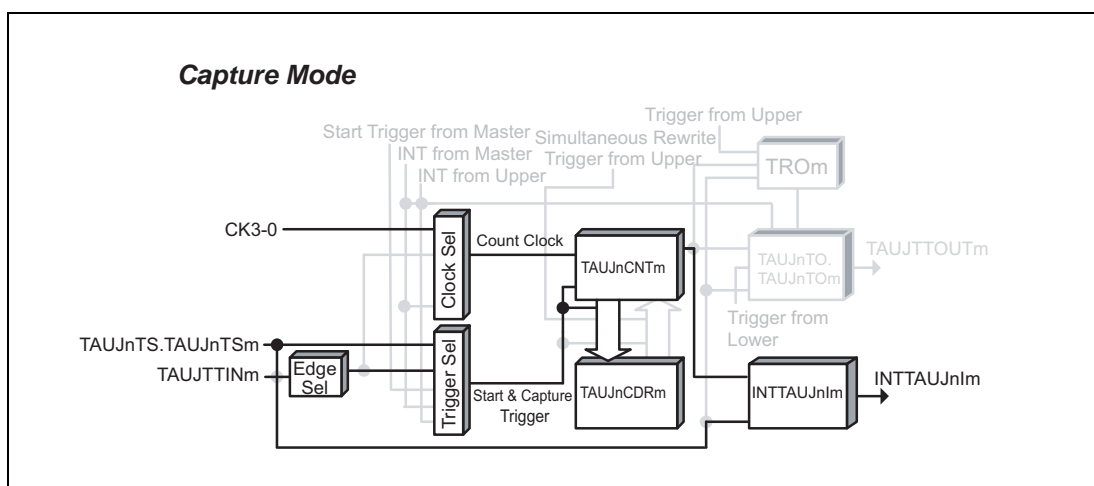 Capture Mode
Trigger from Upper
Start Trigger from Master
Simultaneous Rewrite
INT from Master
Trigger from Upper
INT from Upper
TROm
CK3-0
Clock Sel
Count Clock
TAUJnCNTm
TAUJnTO.
TAUJnTOm
TAUJTTOUTm
Trigger from
Lower
TAUJnTS.TAUJnTSm
TAUJTTINm
Edge
Sel
Trigger Sel
Start & Capture
Trigger
TAUJnCDRm
INTTAUJnIm
INTTAUJnIm